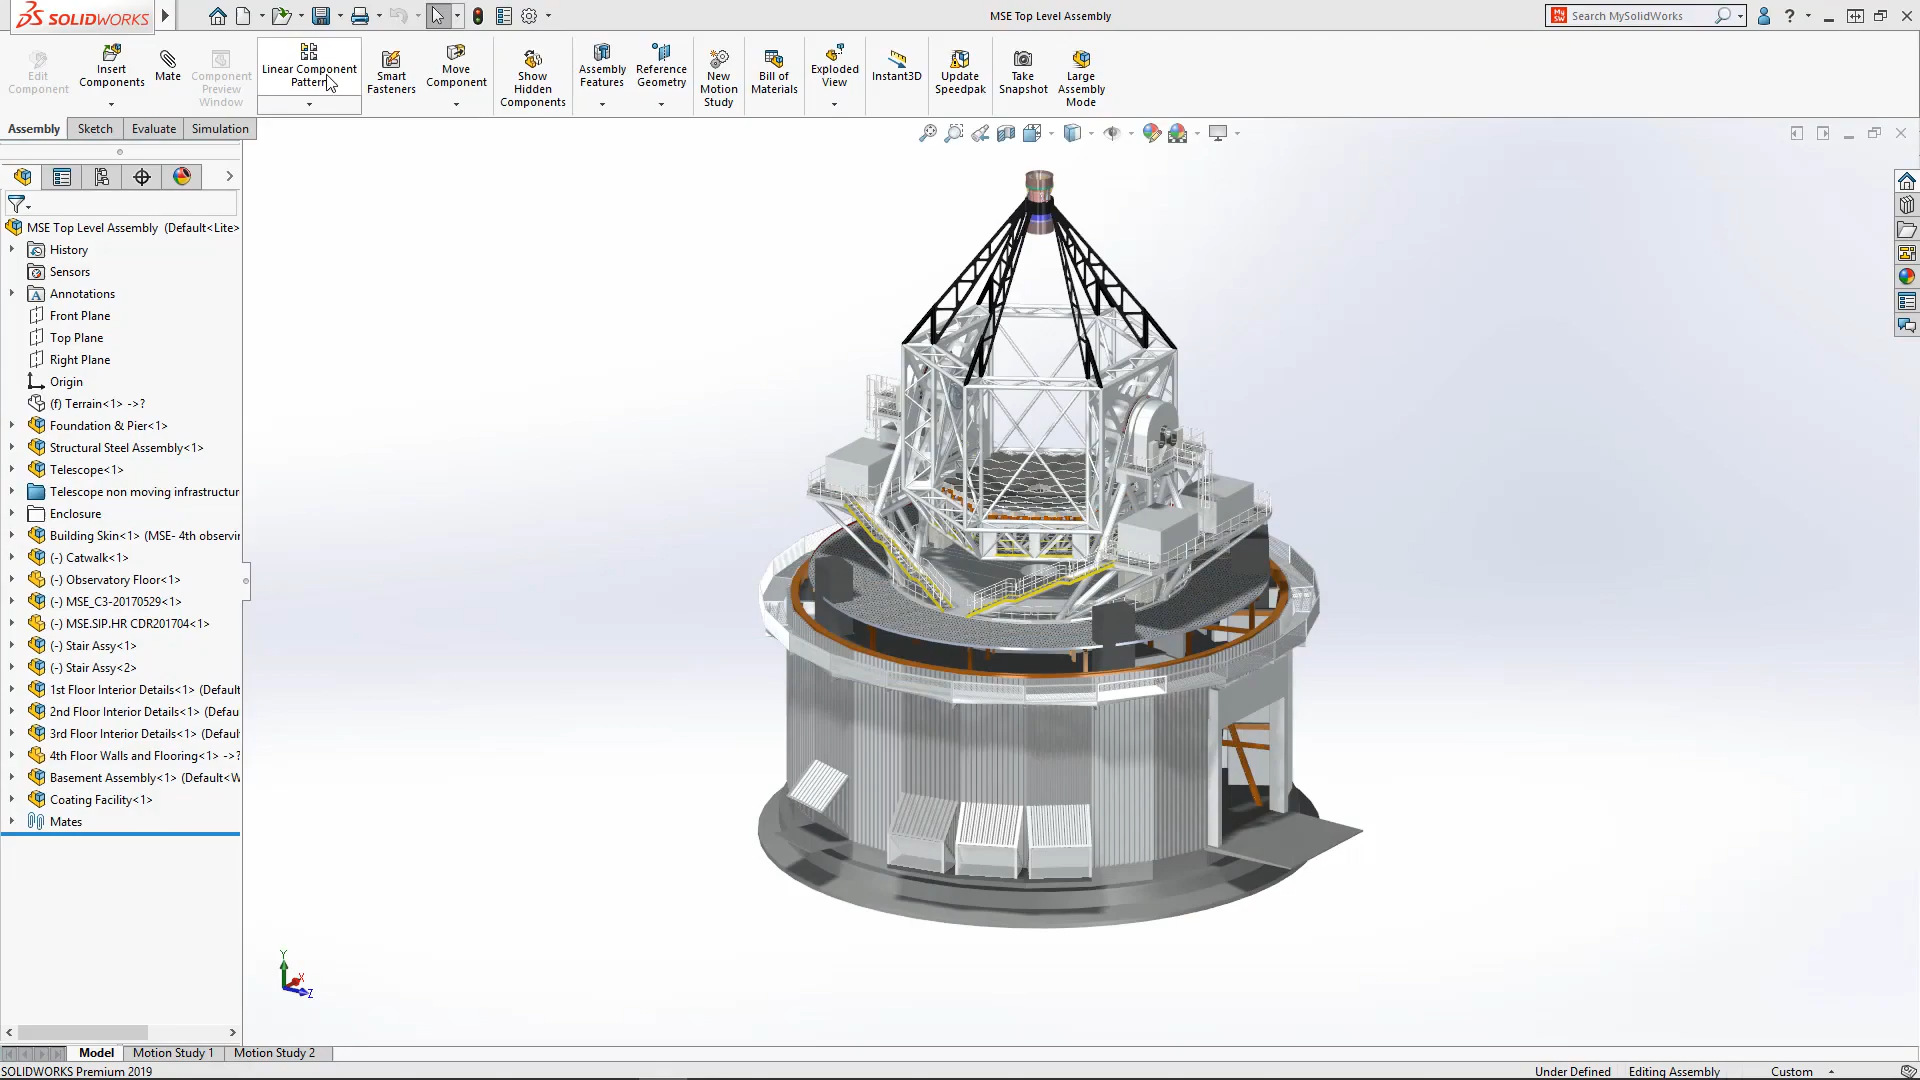 SOLIDWORKS
MSE Top Level Assembly
Search MySolidWorks
Edit Component
Insert Components
Mate
Component Preview Window
Linear Component Pattern
Smart Fasteners
Move Component
Show Hidden Components
Assembly Features
Reference Geometry
New Motion Study
Bill of Materials
Exploded View
Instant3D
Update Speedpak
Take Snapshot
Large Assembly Mode
Assembly Sketch Evaluate Simulation
MSE Top Level Assembly (Default<Lite>
History
Sensors
Annotations
Front Plane
Top Plane
Right Plane
Origin
(f) Terrain<1> ->?
Foundation & Pier<1>
Structural Steel Assembly<1>
Telescope<1>
Telescope non moving infrastructur
Enclosure
Building Skin<1> (MSE- 4th observir
(-) Catwalk<1>
(-) Observatory Floor<1>
(-) MSE_C3-20170529<1>
(-) MSE.SIP.HR CDR201704<1>
(-) Stair Assy<1>
(-) Stair Assy<2>
1st Floor Interior Details<1> (Default
2nd Floor Interior Details<1> (Defau
3rd Floor Interior Details<1> (Defaul
4th Floor Walls and Flooring<1> ->?
Basement Assembly<1> (Default<W
Coating Facility<1>
Mates
Y
X
Z
Model Motion Study 1 Motion Study 2
SOLIDWORKS Premium 2019
Under Defined Editing Assembly Custom